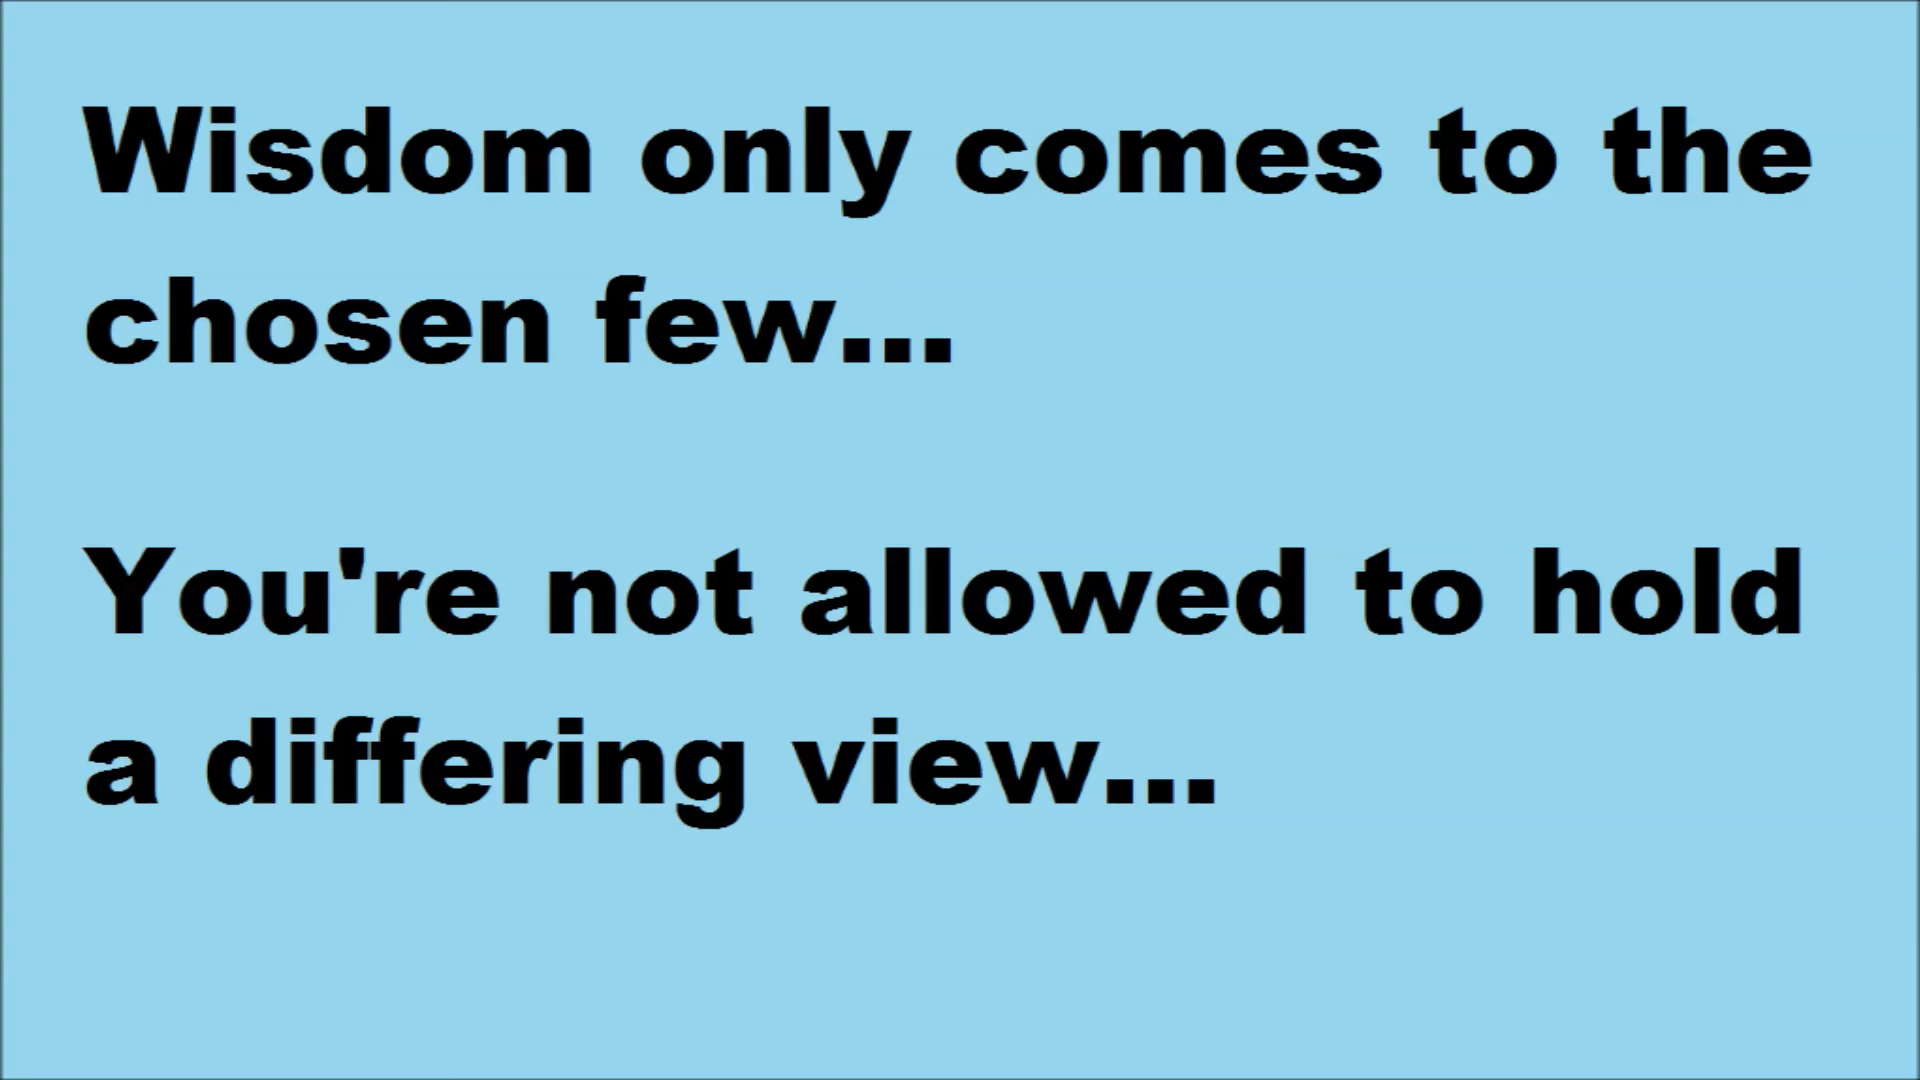 Wisdom only comes to the
chosen few...
You're not allowed to hold
a differing view...